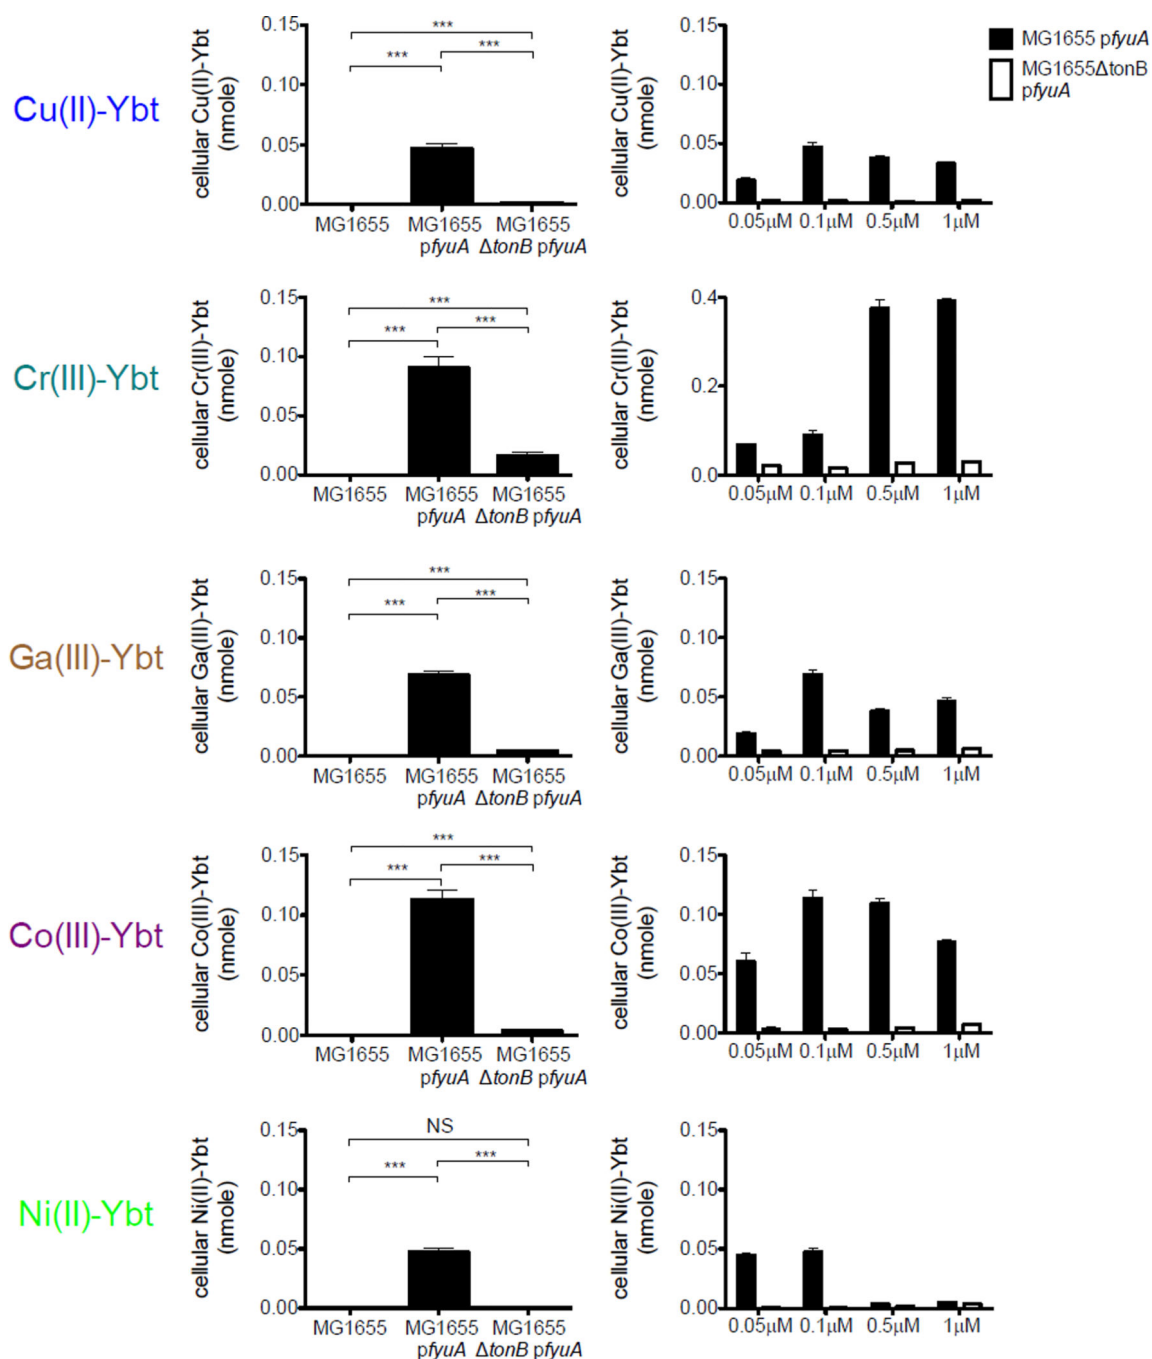 Cu(II)-Ybt
cellular Cu(II)-Ybt
(nmole)
0.15
0.10
0.05
0.00
***
***
***
MG1655
MG1655
pfyuA
MG1655
ΔtonB pfyuA
cellular Cu(II)-Ybt
(nmole)
0.15
0.10
0.05
0.00
0.05μM
0.1μM
0.5μM
1μM
MG1655 pfyuA
MG1655ΔtonB
pfyuA
Cr(III)-Ybt
cellular Cr(III)-Ybt
(nmole)
0.15
0.10
0.05
0.00
***
***
***
MG1655
MG1655
pfyuA
MG1655
ΔtonB pfyuA
cellular Cr(III)-Ybt
(nmole)
0.4
0.2
0.0
0.05μM
0.1μM
0.5μM
1μM
Ga(III)-Ybt
cellular Ga(III)-Ybt
(nmole)
0.15
0.10
0.05
0.00
***
***
***
MG1655
MG1655
pfyuA
MG1655
ΔtonB pfyuA
cellular Ga(III)-Ybt
(nmole)
0.15
0.10
0.05
0.00
0.05μM
0.1μM
0.5μM
1μM
Co(III)-Ybt
cellular Co(III)-Ybt
(nmole)
0.15
0.10
0.05
0.00
***
***
***
MG1655
MG1655
pfyuA
MG1655
ΔtonB pfyuA
cellular Co(III)-Ybt
(nmole)
0.15
0.10
0.05
0.00
0.05μM
0.1μM
0.5μM
1μM
Ni(II)-Ybt
cellular Ni(II)-Ybt
(nmole)
0.15
0.10
0.05
0.00
NS
***
***
MG1655
MG1655
pfyuA
MG1655
ΔtonB pfyuA
cellular Ni(II)-Ybt
(nmole)
0.15
0.10
0.05
0.00
0.05μM
0.1μM
0.5μM
1μM